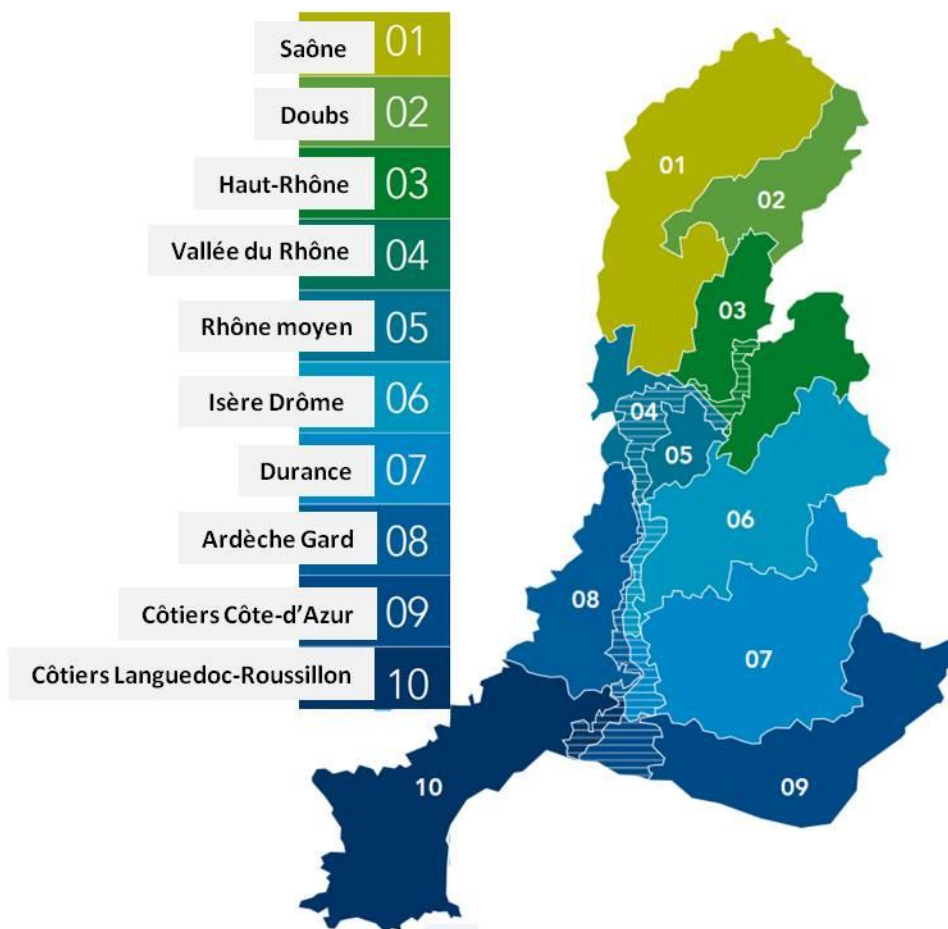 Saône 01
Doubs 02
Haut-Rhône 03
Vallée du Rhône 04
Rhône moyen 05
Isère Drôme 06
Durance 07
Ardèche Gard 08
Côtiers Côte-d'Azur 09
Côtiers Languedoc-Roussillon 10
01
02
03
04
05
06
08
07
10
09